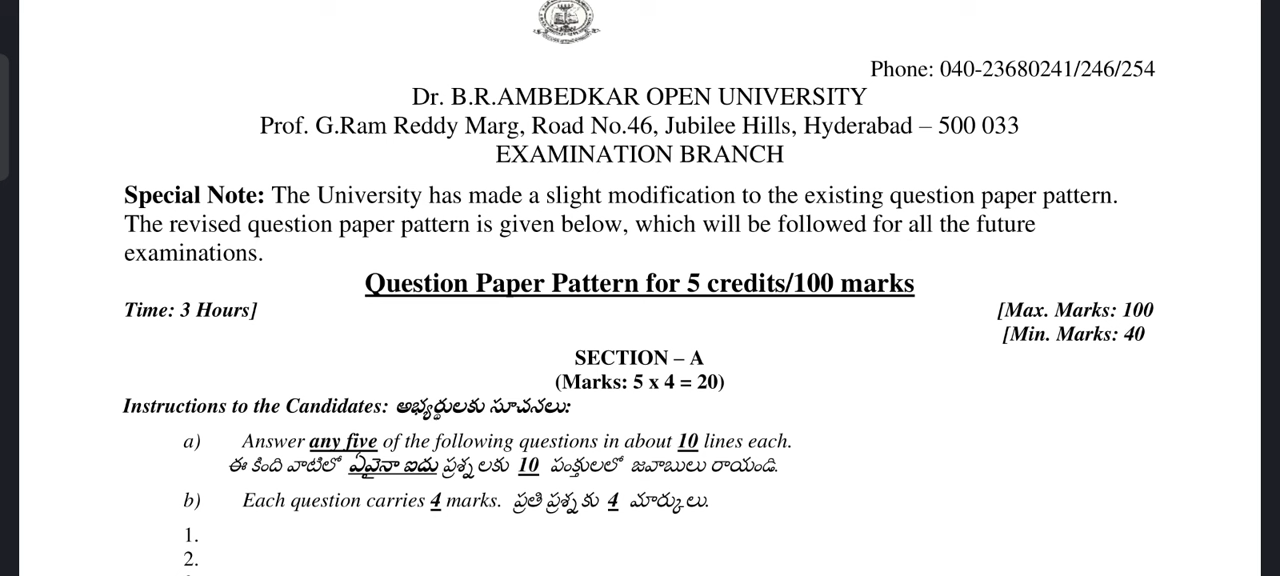 Phone: 040-23680241/246/254
Dr. B.R.AMBEDKAR OPEN UNIVERSITY
Prof. G.Ram Reddy Marg, Road No.46, Jubilee Hills, Hyderabad – 500 033
EXAMINATION BRANCH
Special Note: The University has made a slight modification to the existing question paper pattern.
The revised question paper pattern is given below, which will be followed for all the future
examinations.
Question Paper Pattern for 5 credits/100 marks
Time: 3 Hours] [Max. Marks: 100
[Min. Marks: 40
SECTION – A
(Marks: 5 x 4 = 20)
Instructions to the Candidates: అభ్యర్థులకు సూచనలు:
a) Answer any five of the following questions in about 10 lines each.
ఈ కింది వాటిలో ఏవైనా ఐదు ప్రశ్నలకు 10 పంక్తులలో జవాబులు రాయండి.
b) Each question carries 4 marks. ప్రతి ప్రశ్నకు 4 మార్కులు.
1.
2.